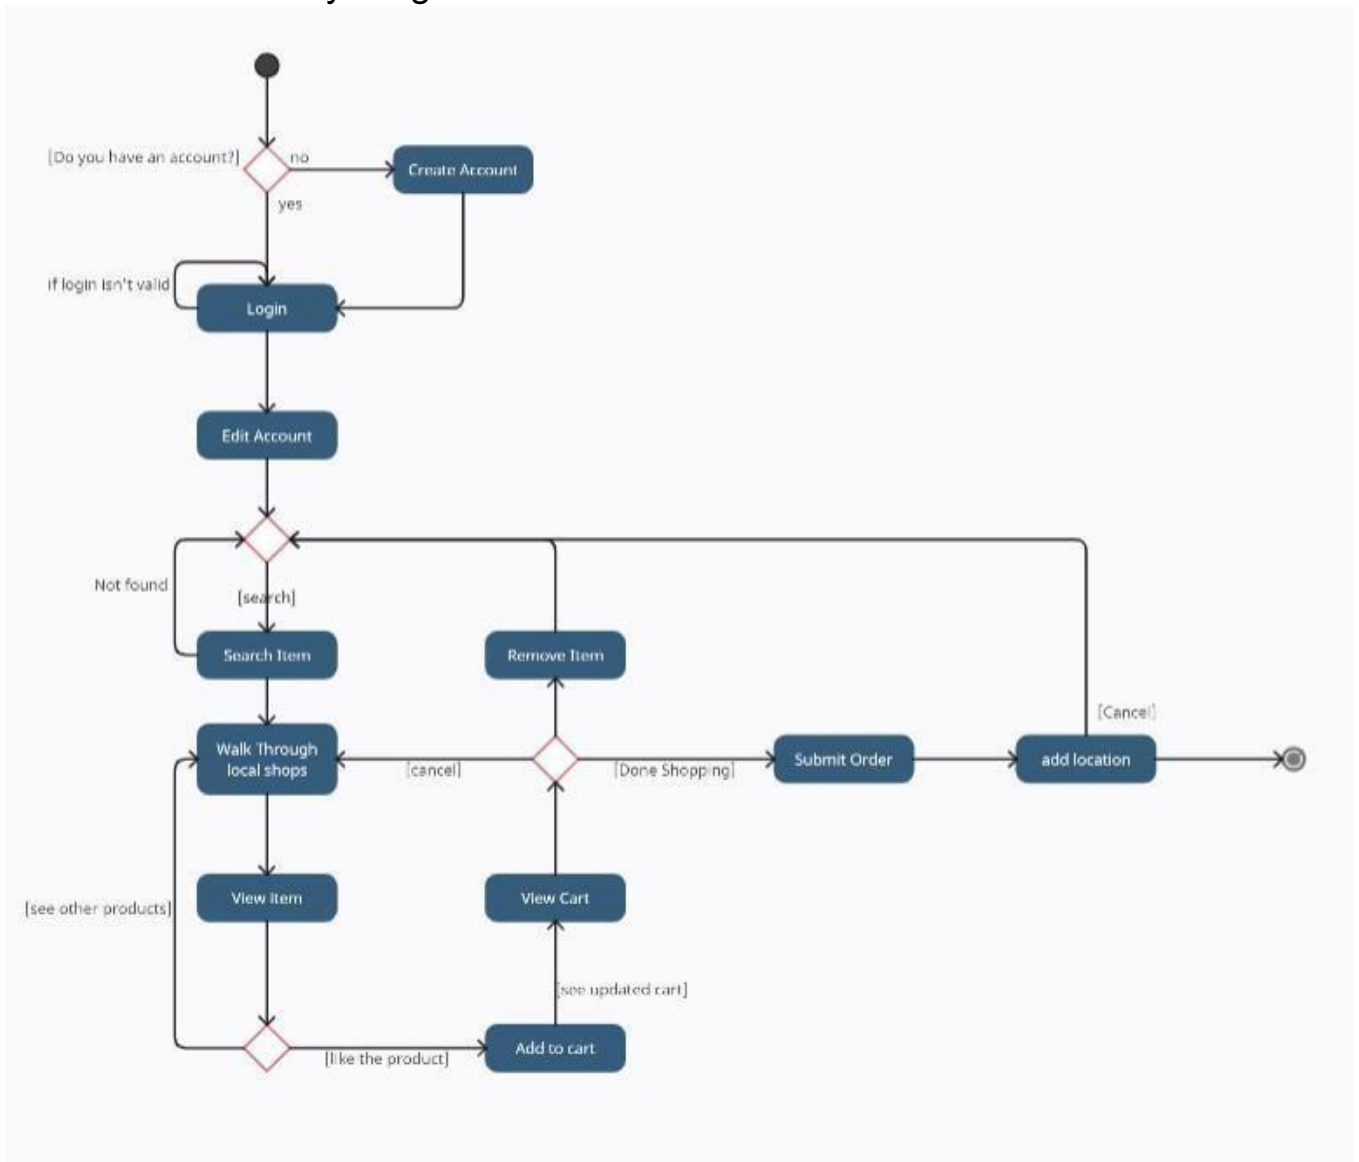 [Do you have an account?]
no
Create Account
yes
if login isn't valid
Login
Edit Account
Not found
[search]
Search Item
Remove Item
[Cancel]
Walk Through
local shops
[cancel]
[Done Shopping]
Submit Order
add location
[see other products]
View Item
View Cart
[see updated cart]
[like the product]
Add to cart